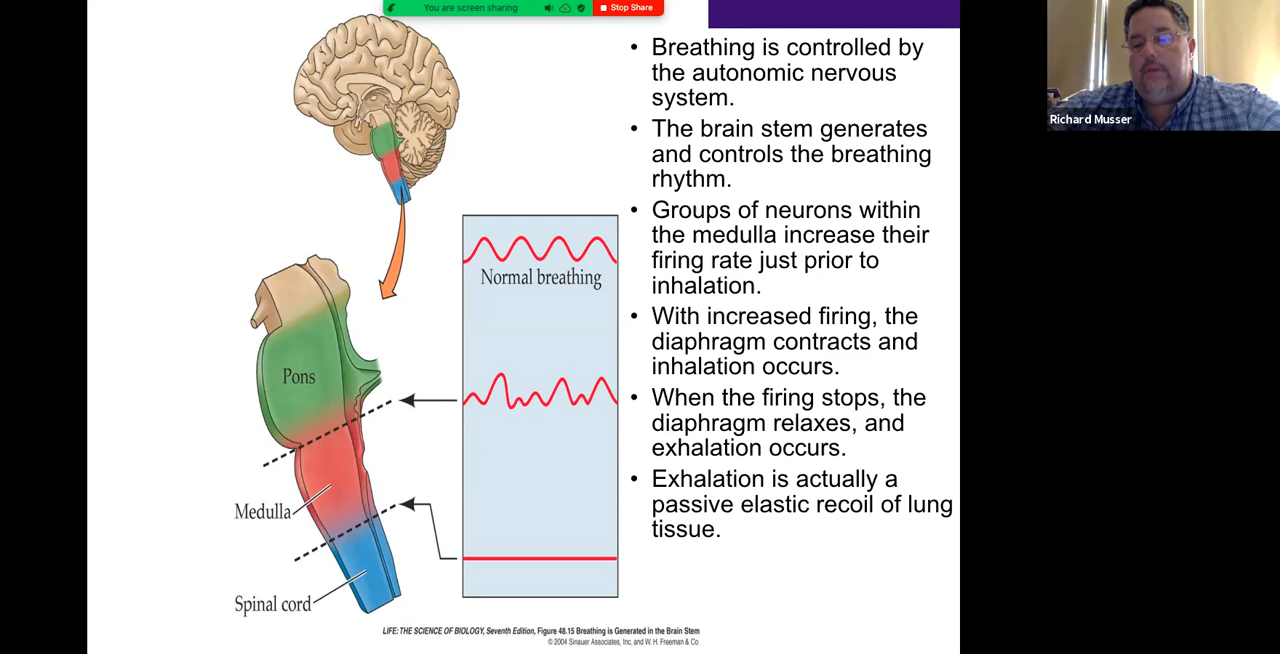 You are screen sharing
Stop Share
• Breathing is controlled by
the autonomic nervous
system.
• The brain stem generates
and controls the breathing
rhythm.
• Groups of neurons within
the medulla increase their
firing rate just prior to
inhalation.
• With increased firing, the
diaphragm contracts and
inhalation occurs.
• When the firing stops, the
diaphragm relaxes, and
exhalation occurs.
• Exhalation is actually a
passive elastic recoil of lung
tissue.
Normal breathing
Pons
Medulla
Spinal cord
LIFE: THE SCIENCE OF BIOLOGY, Seventh Edition, Figure 48.15 Breathing is Generated in the Brain Stem
© 2004 Sinauer Associates, Inc. and W. H. Freeman & Co.
Richard Musser